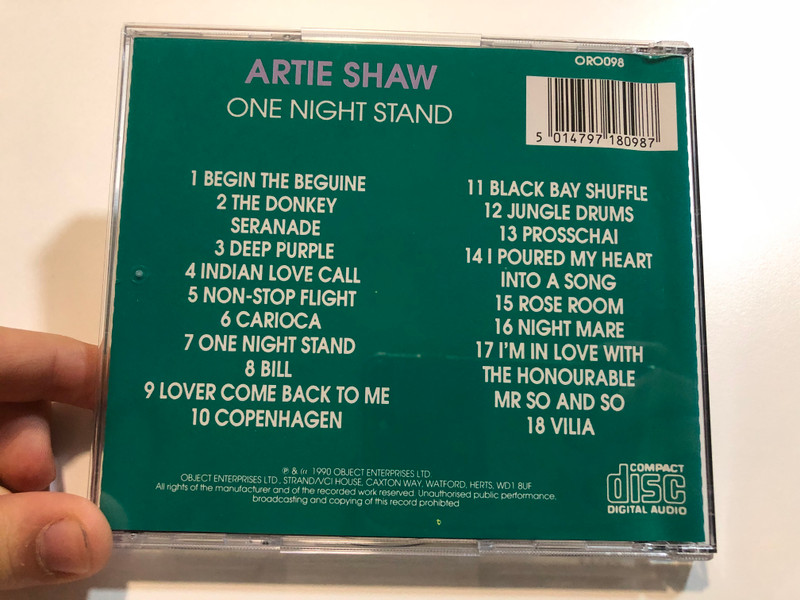 ARTIE SHAW
ONE NIGHT STAND
ORO098
5 014797 180987
1 BEGIN THE BEGUINE
2 THE DONKEY
SERANADE
3 DEEP PURPLE
4 INDIAN LOVE CALL
5 NON-STOP FLIGHT
6 CARIOCA
7 ONE NIGHT STAND
8 BILL
9 LOVER COME BACK TO ME
10 COPENHAGEN
11 BLACK BAY SHUFFLE
12 JUNGLE DRUMS
13 PROSSCHAI
14 I POURED MY HEART
INTO A SONG
15 ROSE ROOM
16 NIGHT MARE
17 I'M IN LOVE WITH
THE HONOURABLE
MR SO AND SO
18 VILIA
℗ & © 1990 OBJECT ENTERPRISES LTD
OBJECT ENTERPRISES LTD., STRAND/VCI HOUSE, CAXTON WAY, WATFORD, HERTS, WD1 8UF
All rights of the manufacturer and of the recorded work reserved. Unauthorised public performance,
broadcasting and copying of this record prohibted
COMPACT
disc
DIGITAL AUDIO